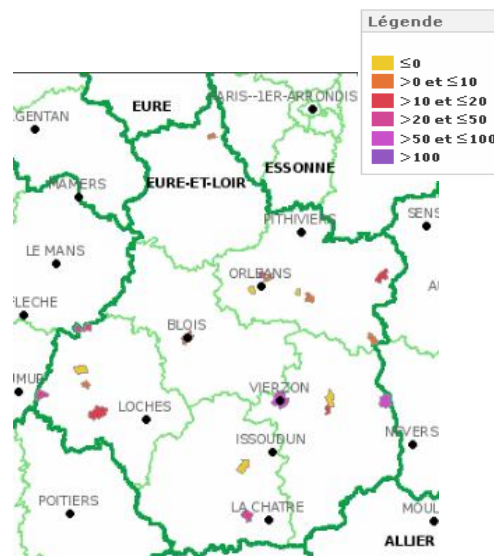 Légende
≤0
>0 et ≤10
>10 et ≤20
>20 et ≤50
>50 et ≤100
>100
EURE
ARIS--1ER-ARRONDIS
GENTAN
ESSONNE
EURE-ET-LOIR
MAMERS
SENS
PITHIVIERS
LE MANS
ORLEANS
FLECHE
BLOIS
UMUR
VIERZON
LOCHES
NEVERS
ISSOUDUN
POITIERS
LA CHATRE
MOUL
ALLIER